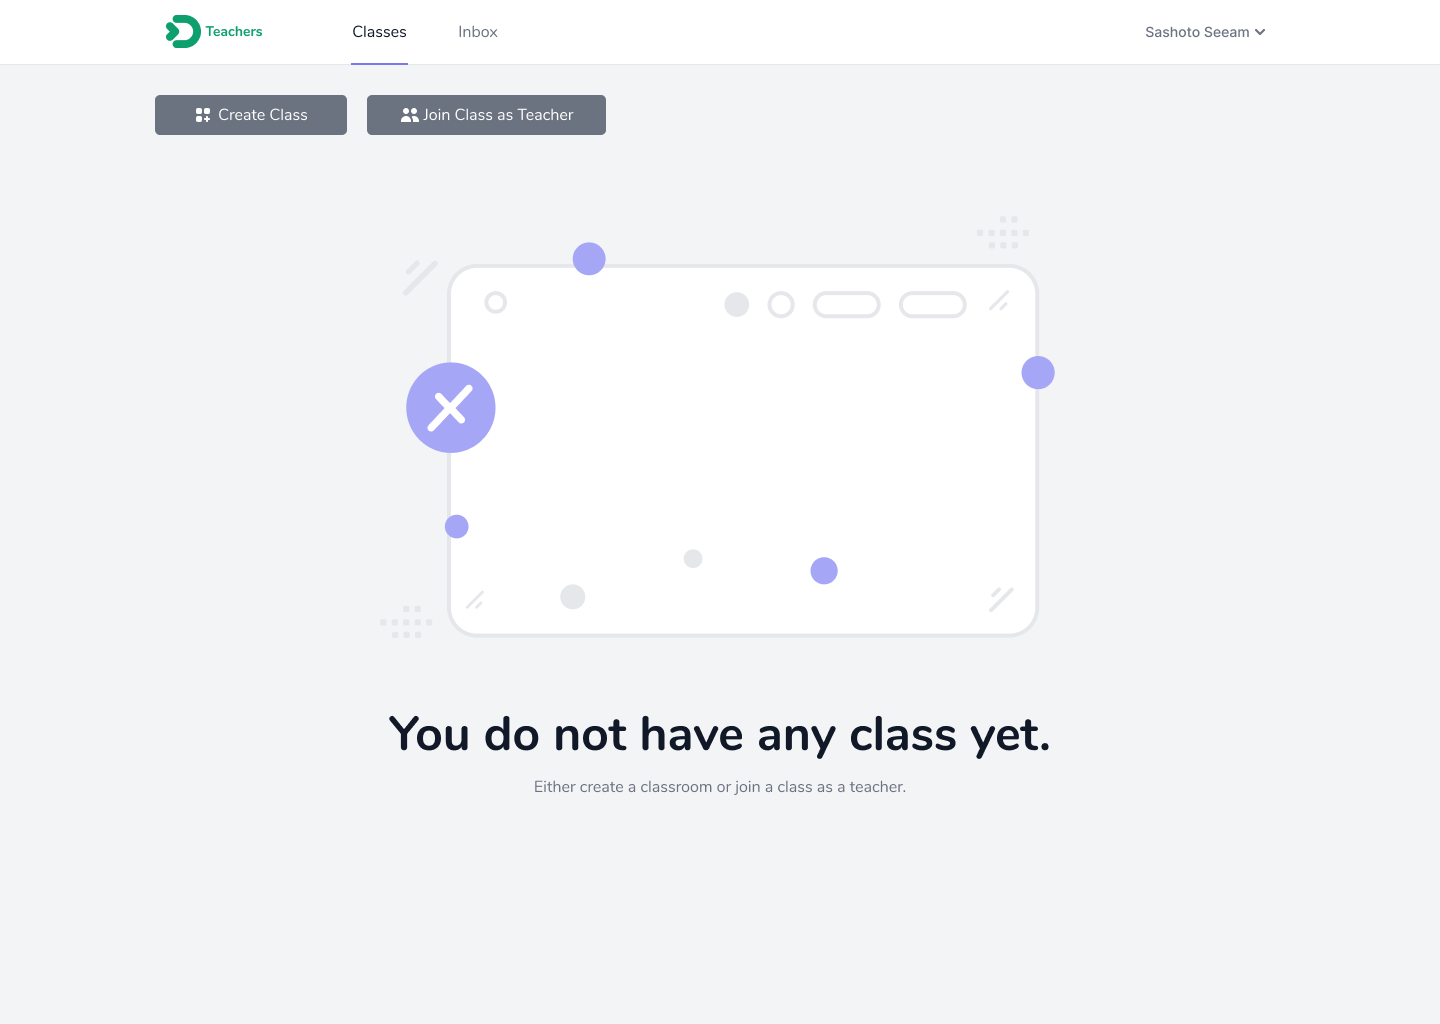 Teachers
Classes
Inbox
Sashoto Seeam
Create Class
Join Class as Teacher
You do not have any class yet.
Either create a classroom or join a class as a teacher.